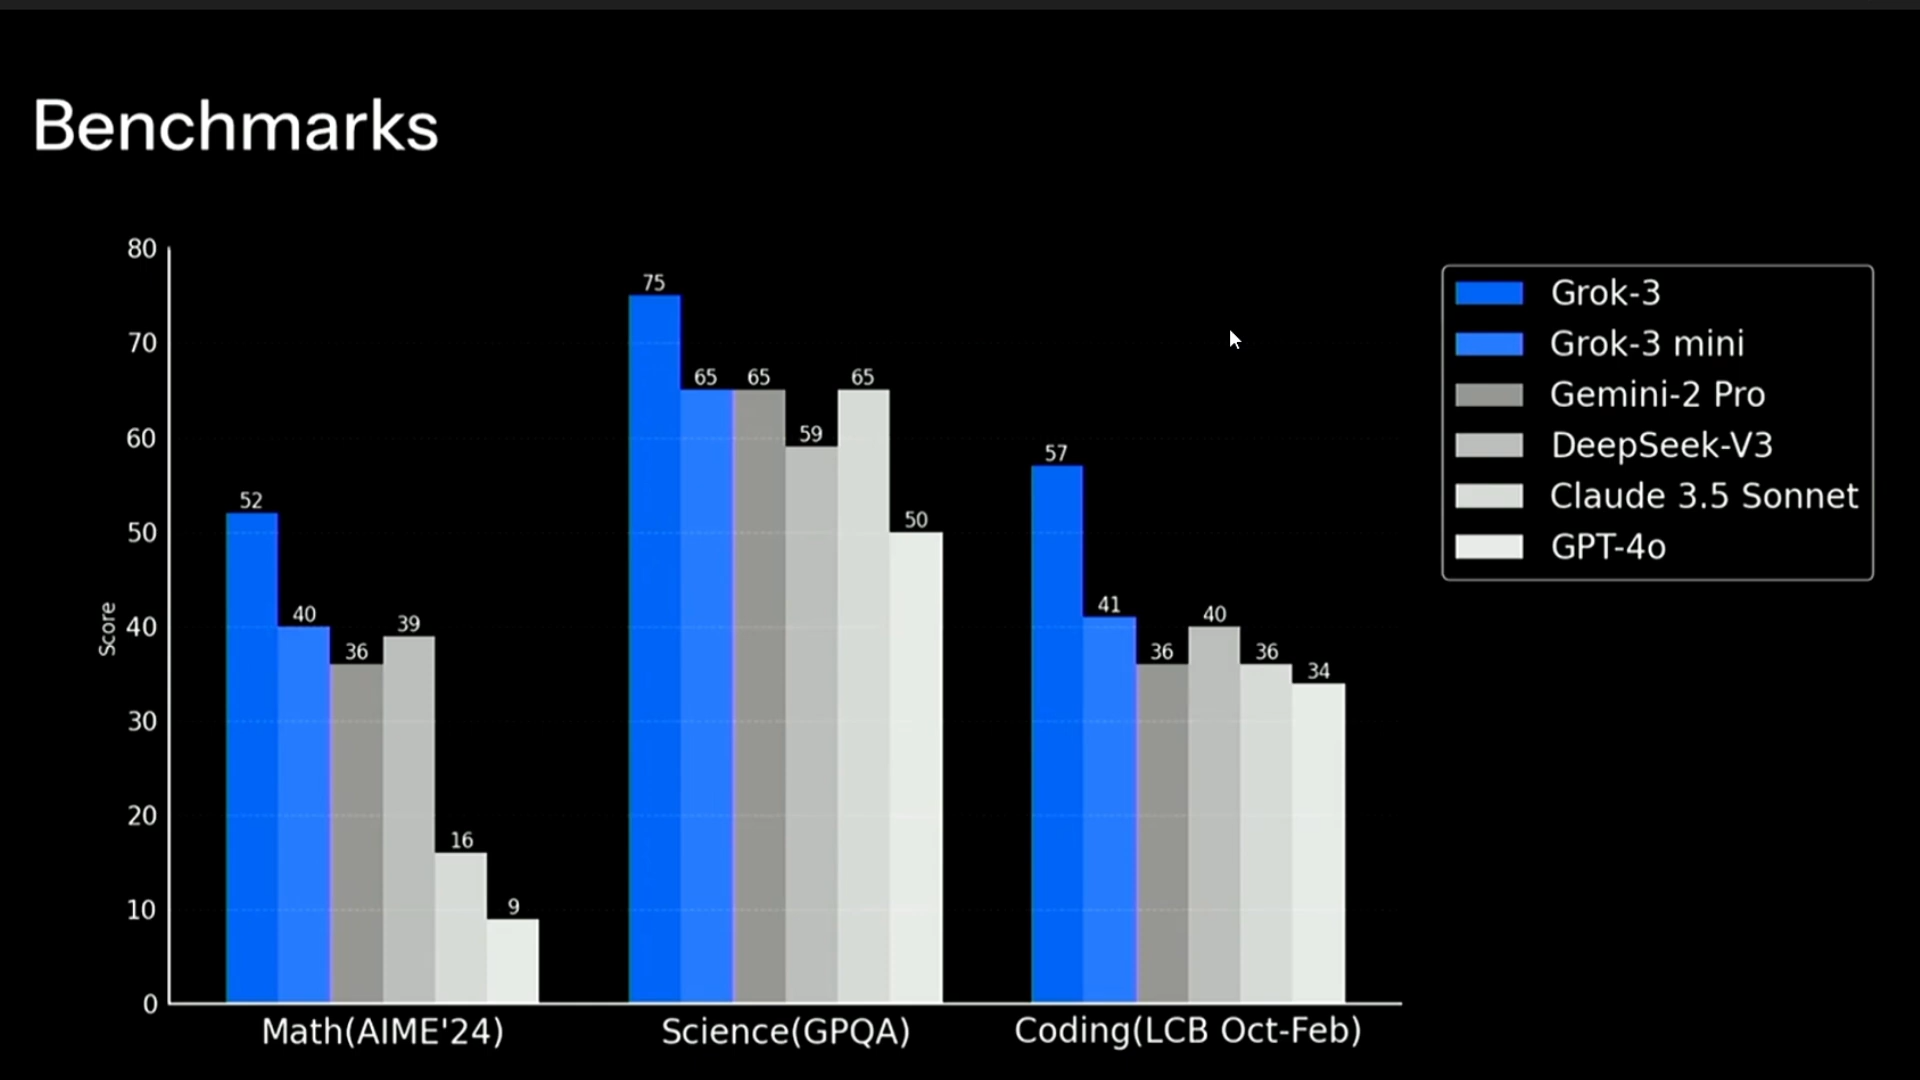 Benchmarks
80
70
60
50
40
30
20
10
0
Score
52
40
36
39
16
9
75
65
65
59
65
50
57
41
36
40
36
34
Math(AIME'24)
Science(GPQA)
Coding(LCB Oct-Feb)
Grok-3
Grok-3 mini
Gemini-2 Pro
DeepSeek-V3
Claude 3.5 Sonnet
GPT-4o